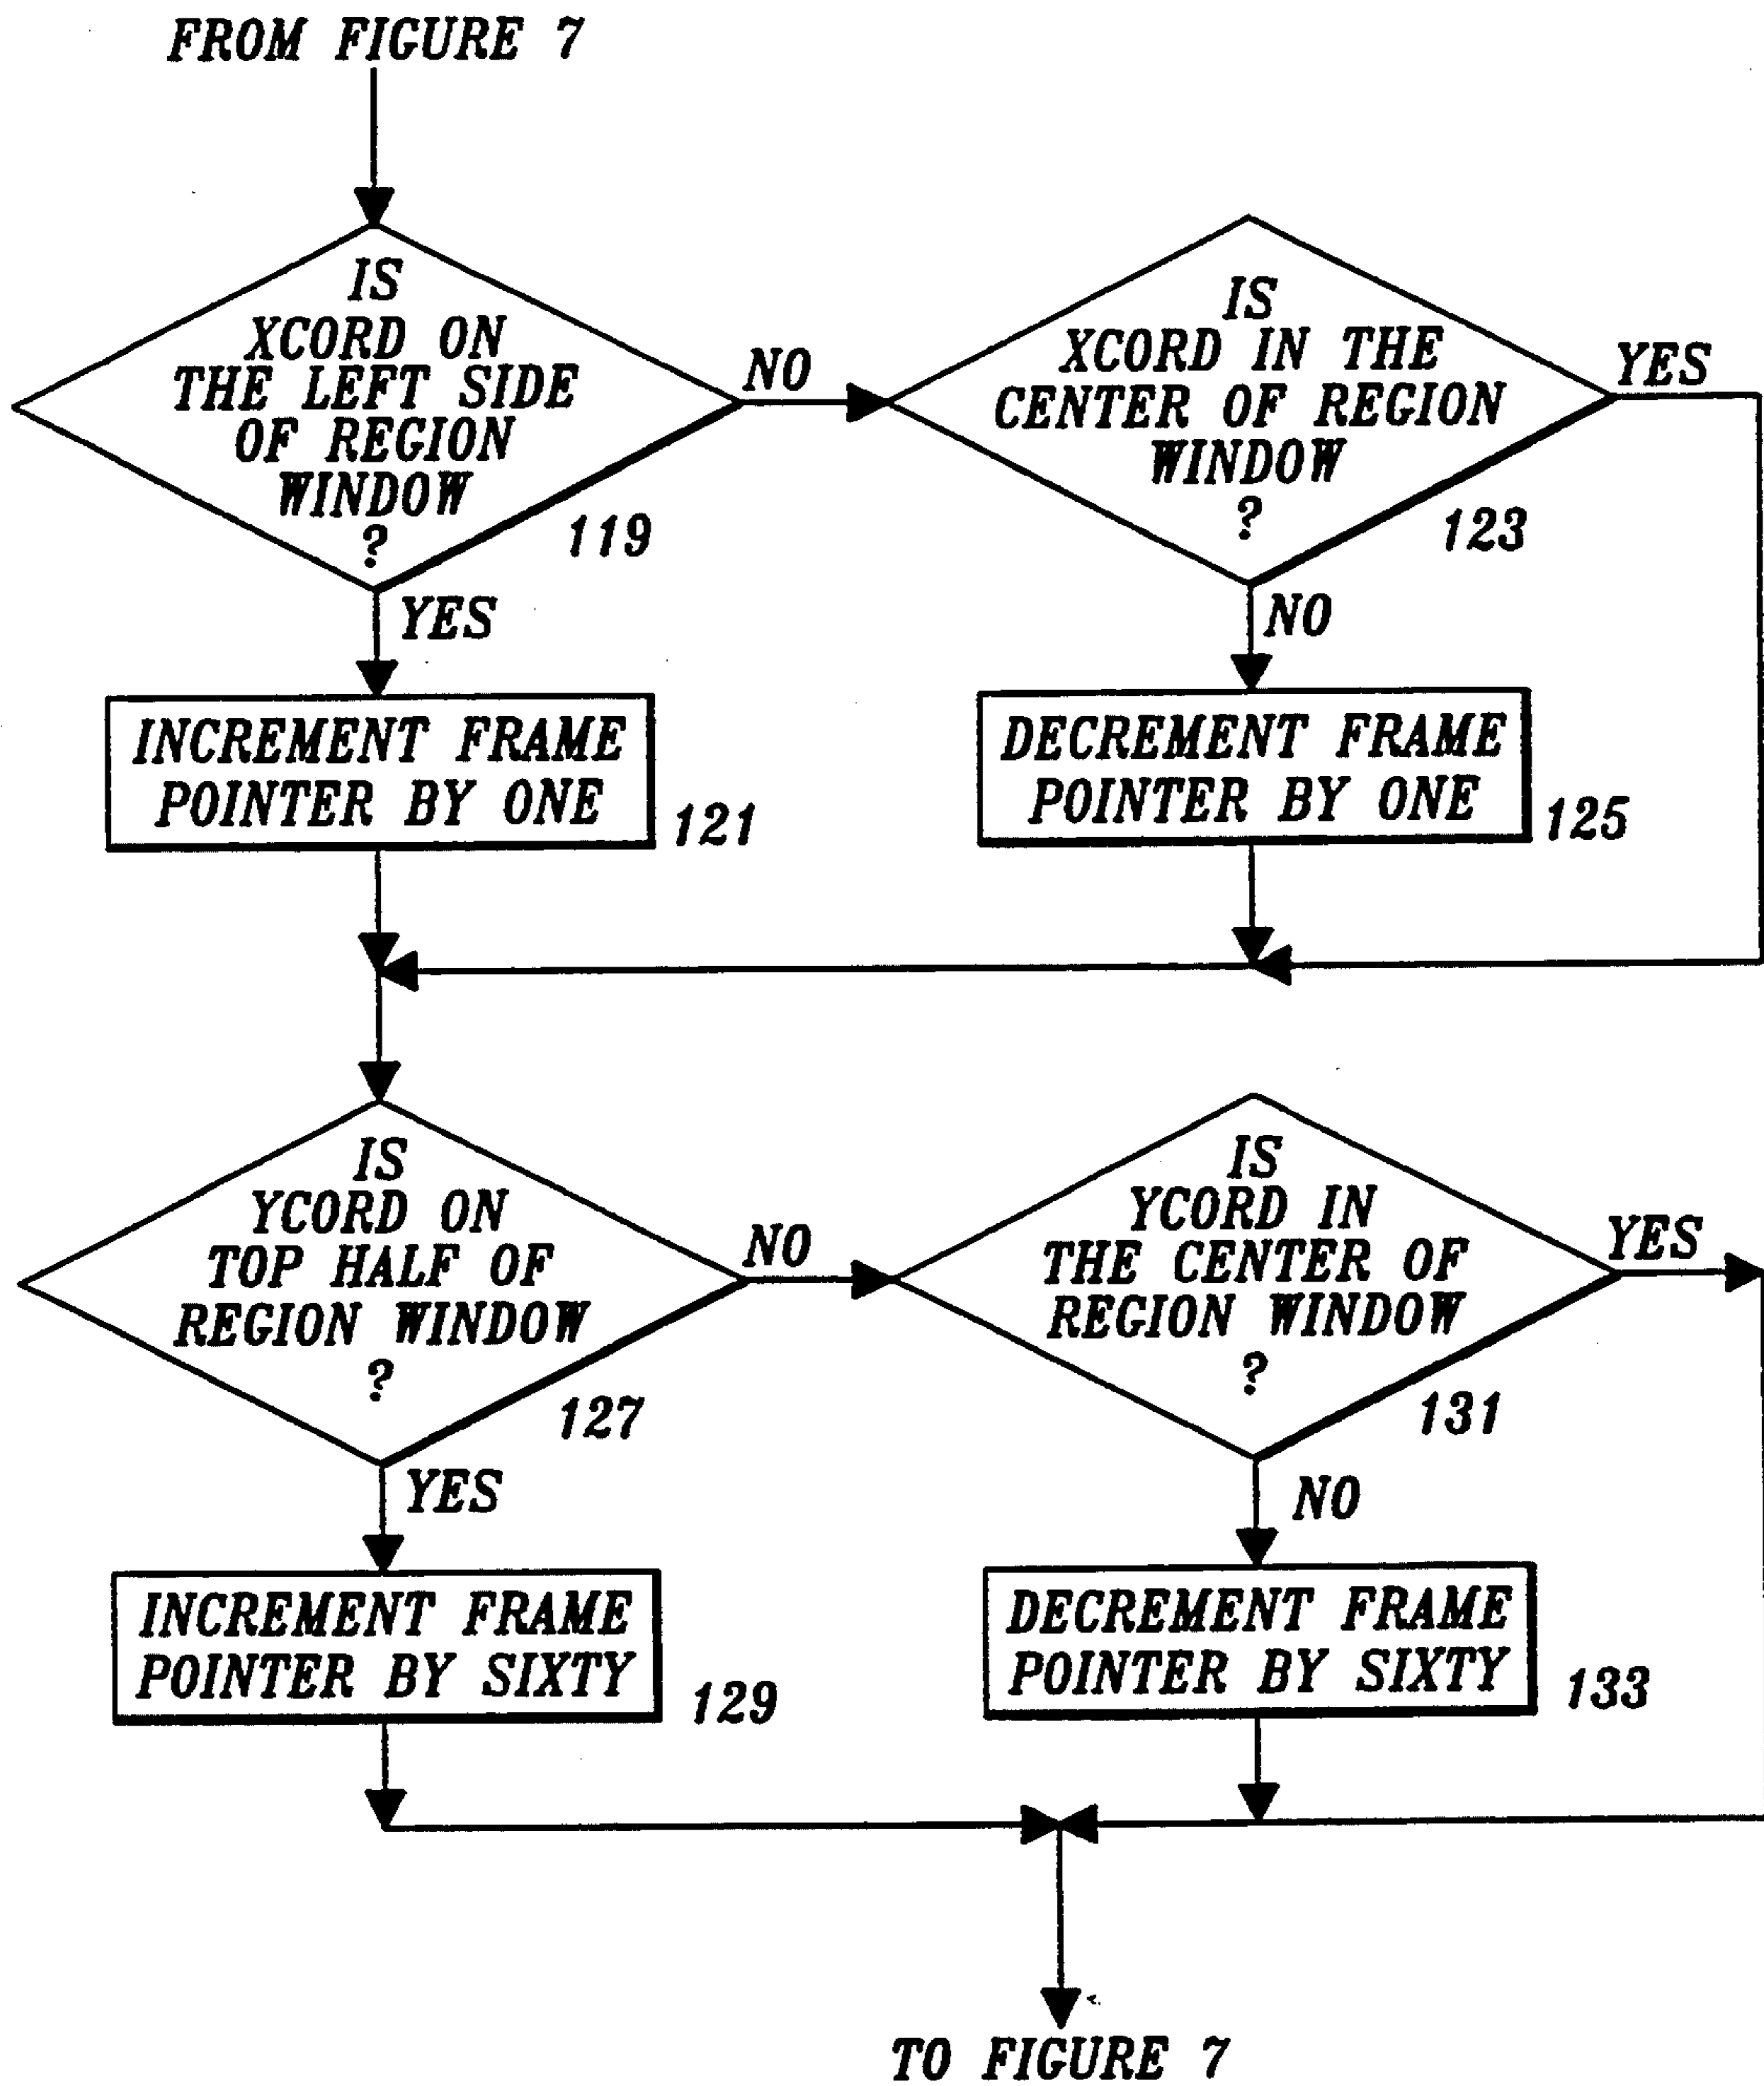 FROM FIGURE 7
IS
XCORD ON
THE LEFT SIDE
OF REGION
WINDOW
?
119
NO
IS
XCORD IN THE
CENTER OF REGION
WINDOW
?
123
YES
YES
NO
INCREMENT FRAME
POINTER BY ONE
121
DECREMENT FRAME
POINTER BY ONE
125
IS
YCORD ON
TOP HALF OF
REGION WINDOW
?
127
NO
IS
YCORD IN
THE CENTER OF
REGION WINDOW
?
131
YES
YES
NO
INCREMENT FRAME
POINTER BY SIXTY
129
DECREMENT FRAME
POINTER BY SIXTY
133
TO FIGURE 7